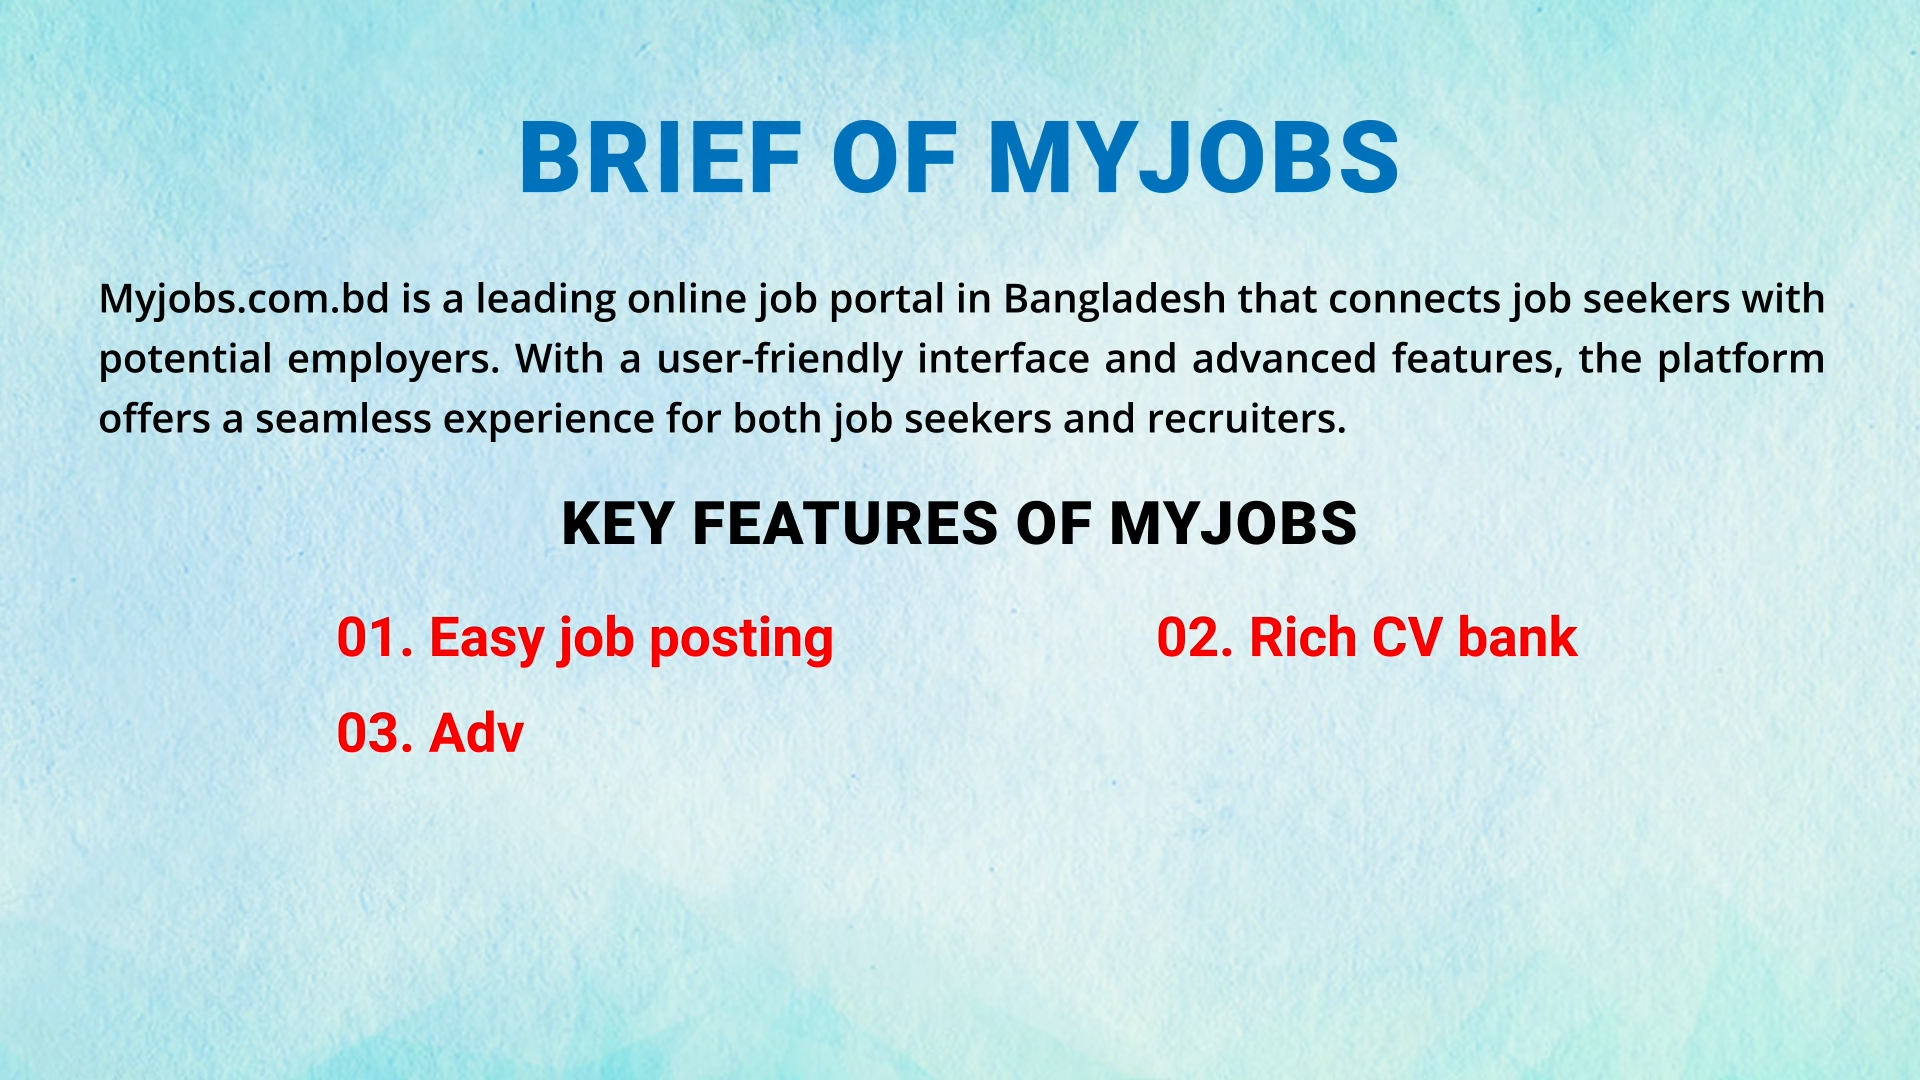 BRIEF OF MYJOBS
Myjobs.com.bd is a leading online job portal in Bangladesh that connects job seekers with
potential employers. With a user-friendly interface and advanced features, the platform
offers a seamless experience for both job seekers and recruiters.
KEY FEATURES OF MYJOBS
01. Easy job posting
02. Rich CV bank
03. Adv